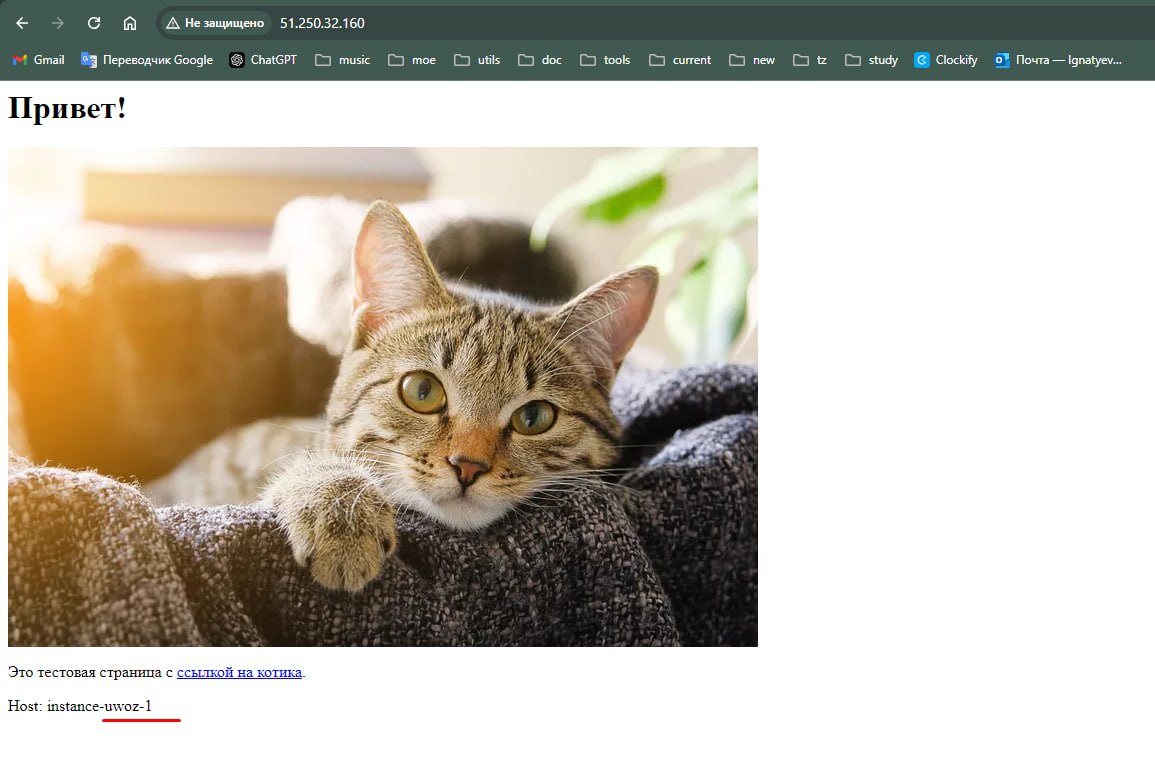 Не защищено 51.250.32.160
Gmail Переводчик Google ChatGPT music moe utils doc tools current new tz study Clockify Почта — Ignatyev...
Привет!
Это тестовая страница с ссылкой на котика.
Host: instance-uwoz-1